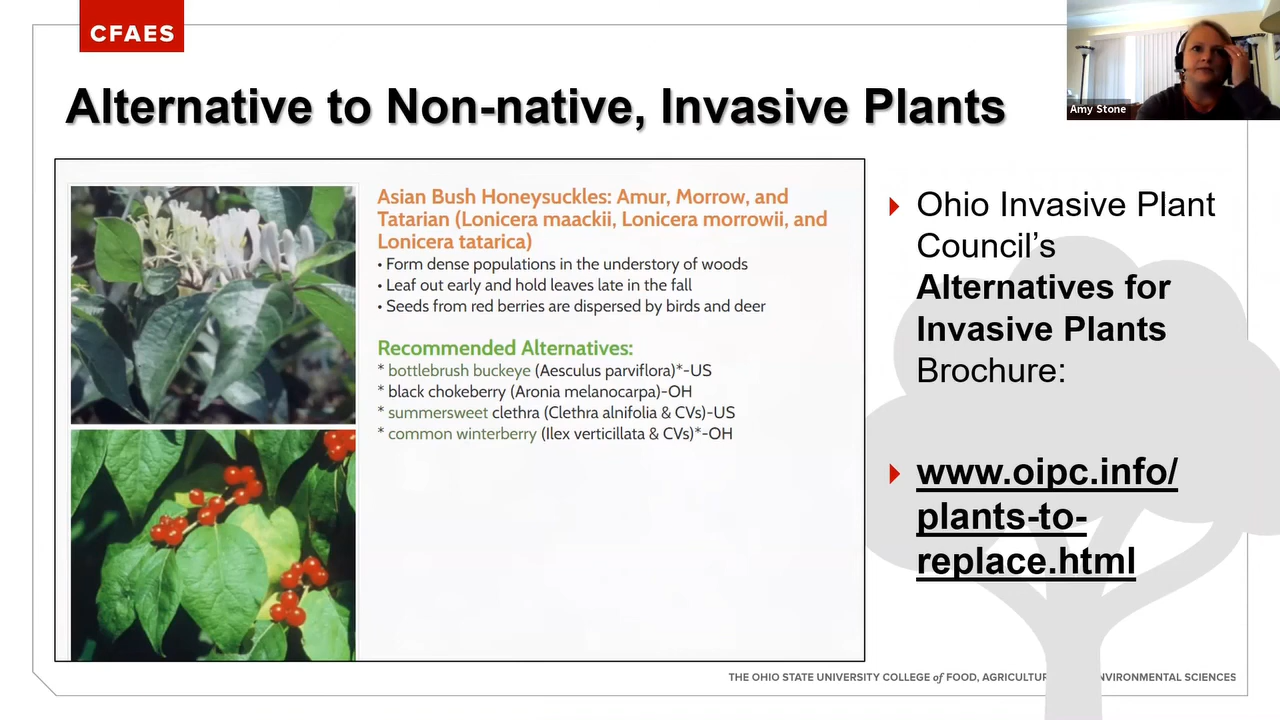 CFAES
Amy Stone
Alternative to Non-native, Invasive Plants
Asian Bush Honeysuckles: Amur, Morrow, and
Tatarian (Lonicera maackii, Lonicera morrowii, and
Lonicera tatarica)
• Form dense populations in the understory of woods
• Leaf out early and hold leaves late in the fall
• Seeds from red berries are dispersed by birds and deer
Recommended Alternatives:
* bottlebrush buckeye (Aesculus parviflora)*-US
* black chokeberry (Aronia melanocarpa)-OH
* summersweet clethra (Clethra alnifolia & CVs)-US
* common winterberry (Ilex verticillata & CVs)*-OH
Ohio Invasive Plant
Council’s
Alternatives for
Invasive Plants
Brochure:
www.oipc.info/
plants-to-
replace.html
THE OHIO STATE UNIVERSITY COLLEGE of FOOD, AGRICULTUR NVIRONMENTAL SCIENCES